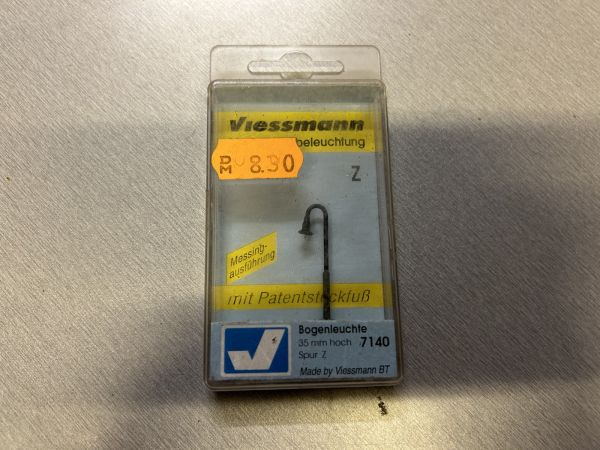 Viessmann
beleuchtung
DM 8.90
Z
Messing-
ausführung
mit Patentsteckfuß
Bogenleuchte
35 mm hoch 7140
Spur Z
Made by Viessmann BT